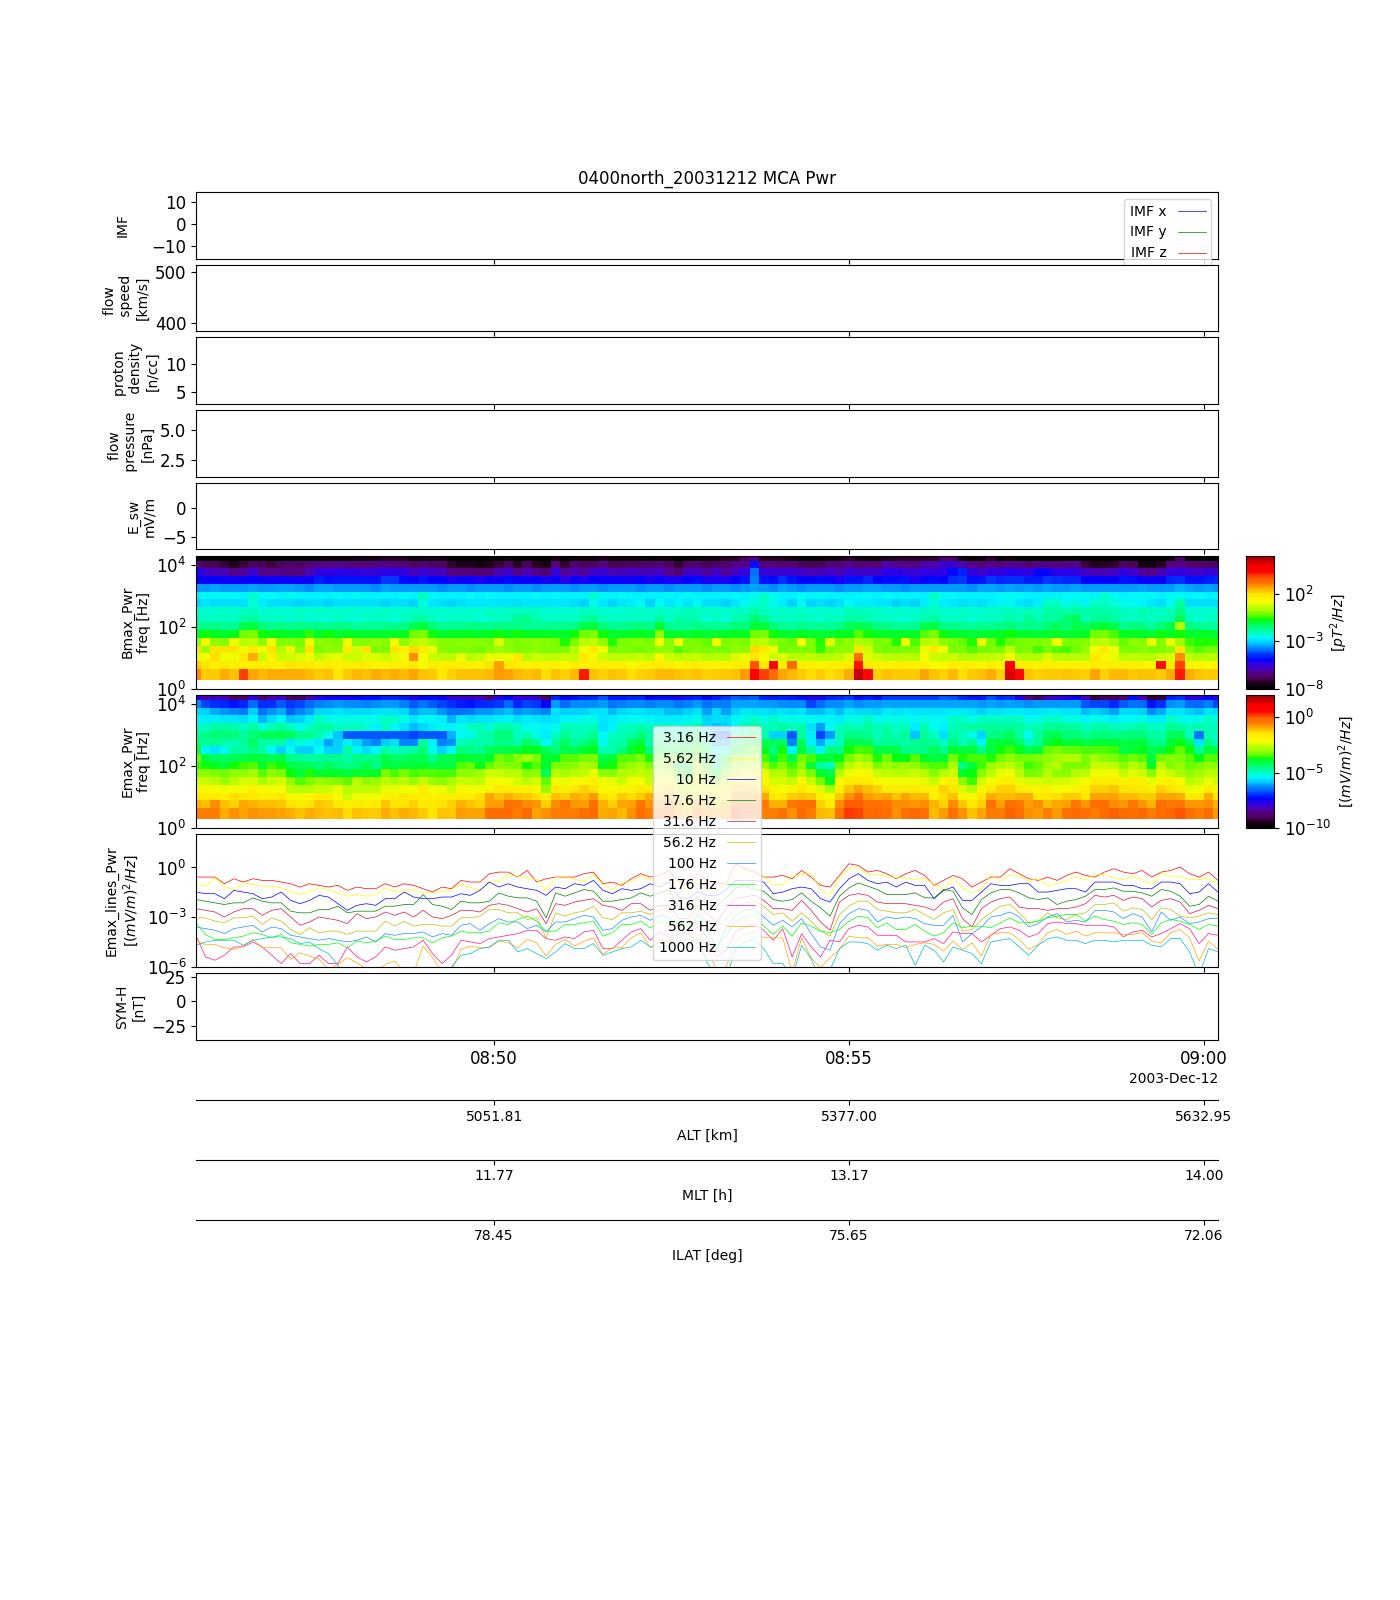 0400north_20031212 MCA Pwr
IMF
10
0
−10
IMF x
IMF y
IMF z
flow
speed
[km/s]
500
400
proton
density
[n/cc]
10
5
flow
pressure
[nPa]
5.0
2.5
E_sw
mV/m
0
−5
Bmax_Pwr
freq [Hz]
10^4
10^2
10^0
10^2
10^−3
10^−8
[pT^2/Hz]
Emax_Pwr
freq [Hz]
10^4
10^2
10^0
10^0
10^−5
10^−10
[(mV/m)^2/Hz]
3.16 Hz
5.62 Hz
10 Hz
17.6 Hz
31.6 Hz
56.2 Hz
100 Hz
176 Hz
316 Hz
562 Hz
1000 Hz
Emax_lines_Pwr
[(mV/m)^2/Hz]
10^0
10^−3
10^−6
SYM-H
[nT]
25
0
−25
08:50 08:55 09:00
2003-Dec-12
5051.81 5377.00 5632.95
ALT [km]
11.77 13.17 14.00
MLT [h]
78.45 75.65 72.06
ILAT [deg]